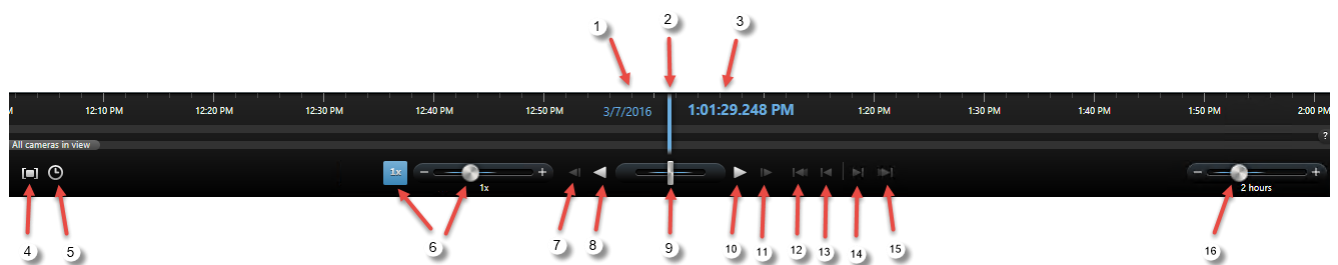 1 2 3
M 12:10 PM 12:20 PM 12:30 PM 12:40 PM 12:50 PM 3/7/2016 1:01:29.248 PM 1:20 PM 1:30 PM 1:40 PM 1:50 PM 2:00 PM
?
All cameras in view
1x − + − +
1x 2 hours
4 5 6 7 8 9 10 11 12 13 14 15 16